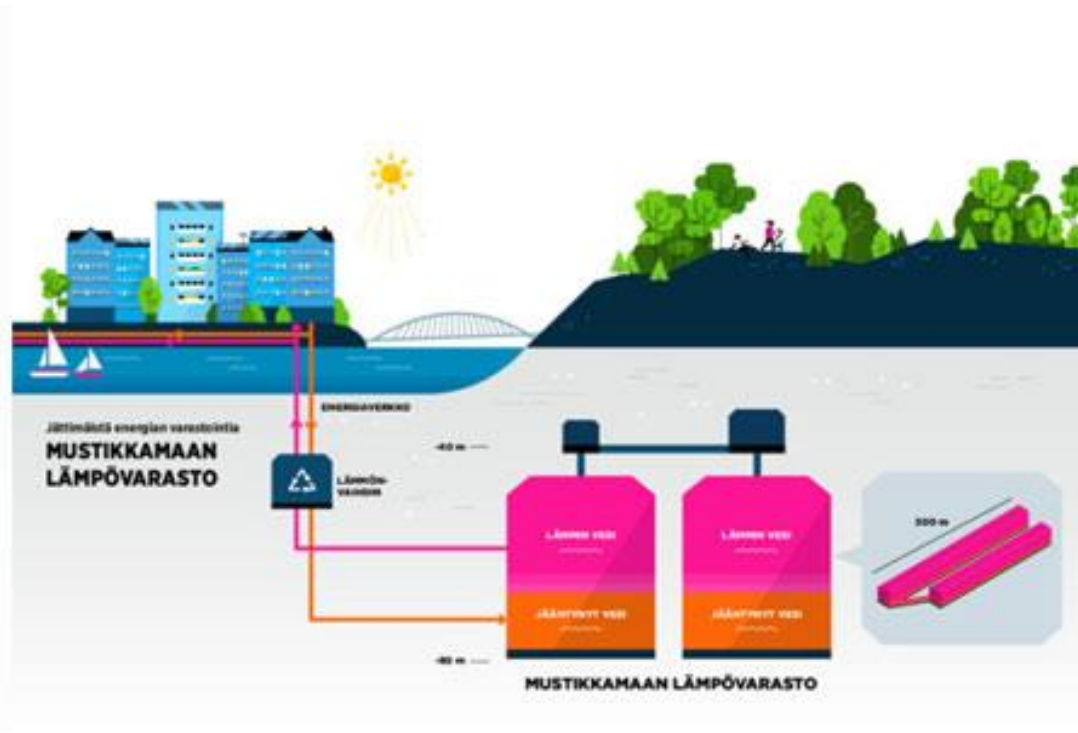 ENERGIAVERKKO
Jättimäistä energian varastointia
MUSTIKKAMAAN
LÄMPÖVARASTO
LÄMMÖN-
VAIHDIN
-40 m
300 m
LÄMMIN VESI
LÄMMIN VESI
JÄÄHTYNYT VESI
JÄÄHTYNYT VESI
-80 m
MUSTIKKAMAAN LÄMPÖVARASTO